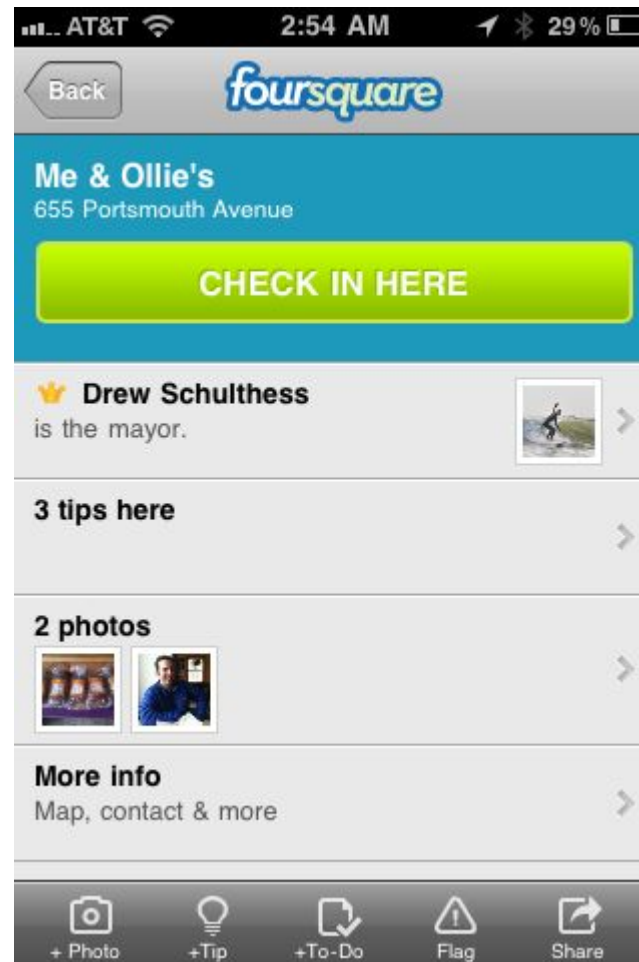 AT&T 2:54 AM 29%
Back foursquare
Me & Ollie's
655 Portsmouth Avenue
CHECK IN HERE
Drew Schulthess
is the mayor.
3 tips here
2 photos
More info
Map, contact & more
+ Photo +Tip +To-Do Flag Share